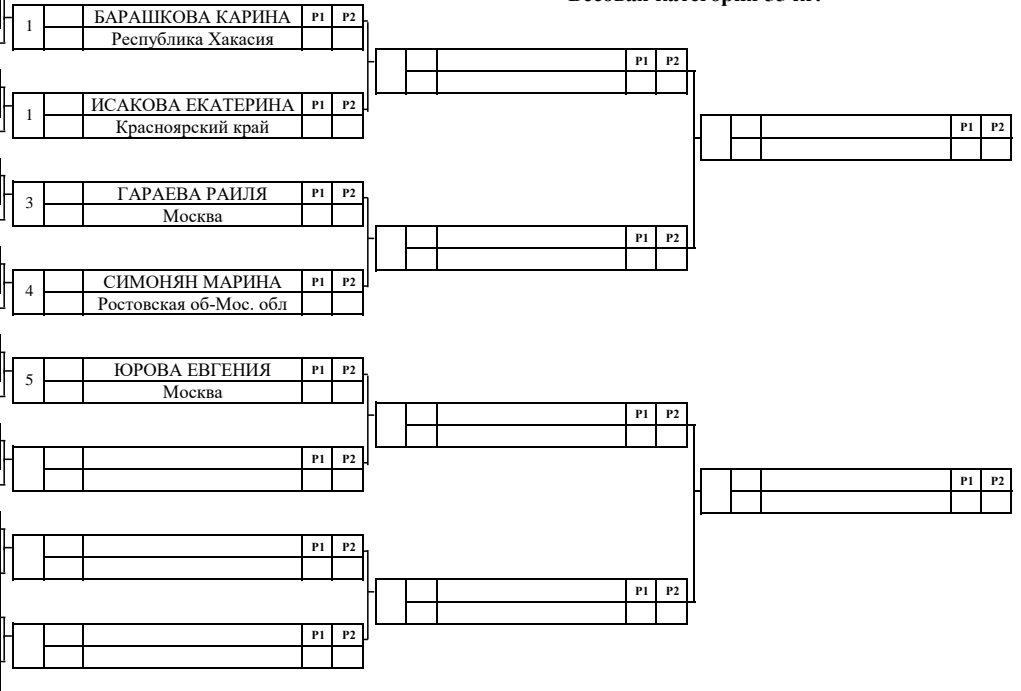 1 БАРАШКОВА КАРИНА P1 P2
Республика Хакасия
P1 P2
1 ИСАКОВА ЕКАТЕРИНА P1 P2
Красноярский край
P1 P2
3 ГАРАЕВА РАИЛЯ P1 P2
Москва
P1 P2
4 СИМОНЯН МАРИНА P1 P2
Ростовская об-Мос. обл
5 ЮРОВА ЕВГЕНИЯ P1 P2
Москва
P1 P2
P1 P2
P1 P2
P1 P2
P1 P2
P1 P2